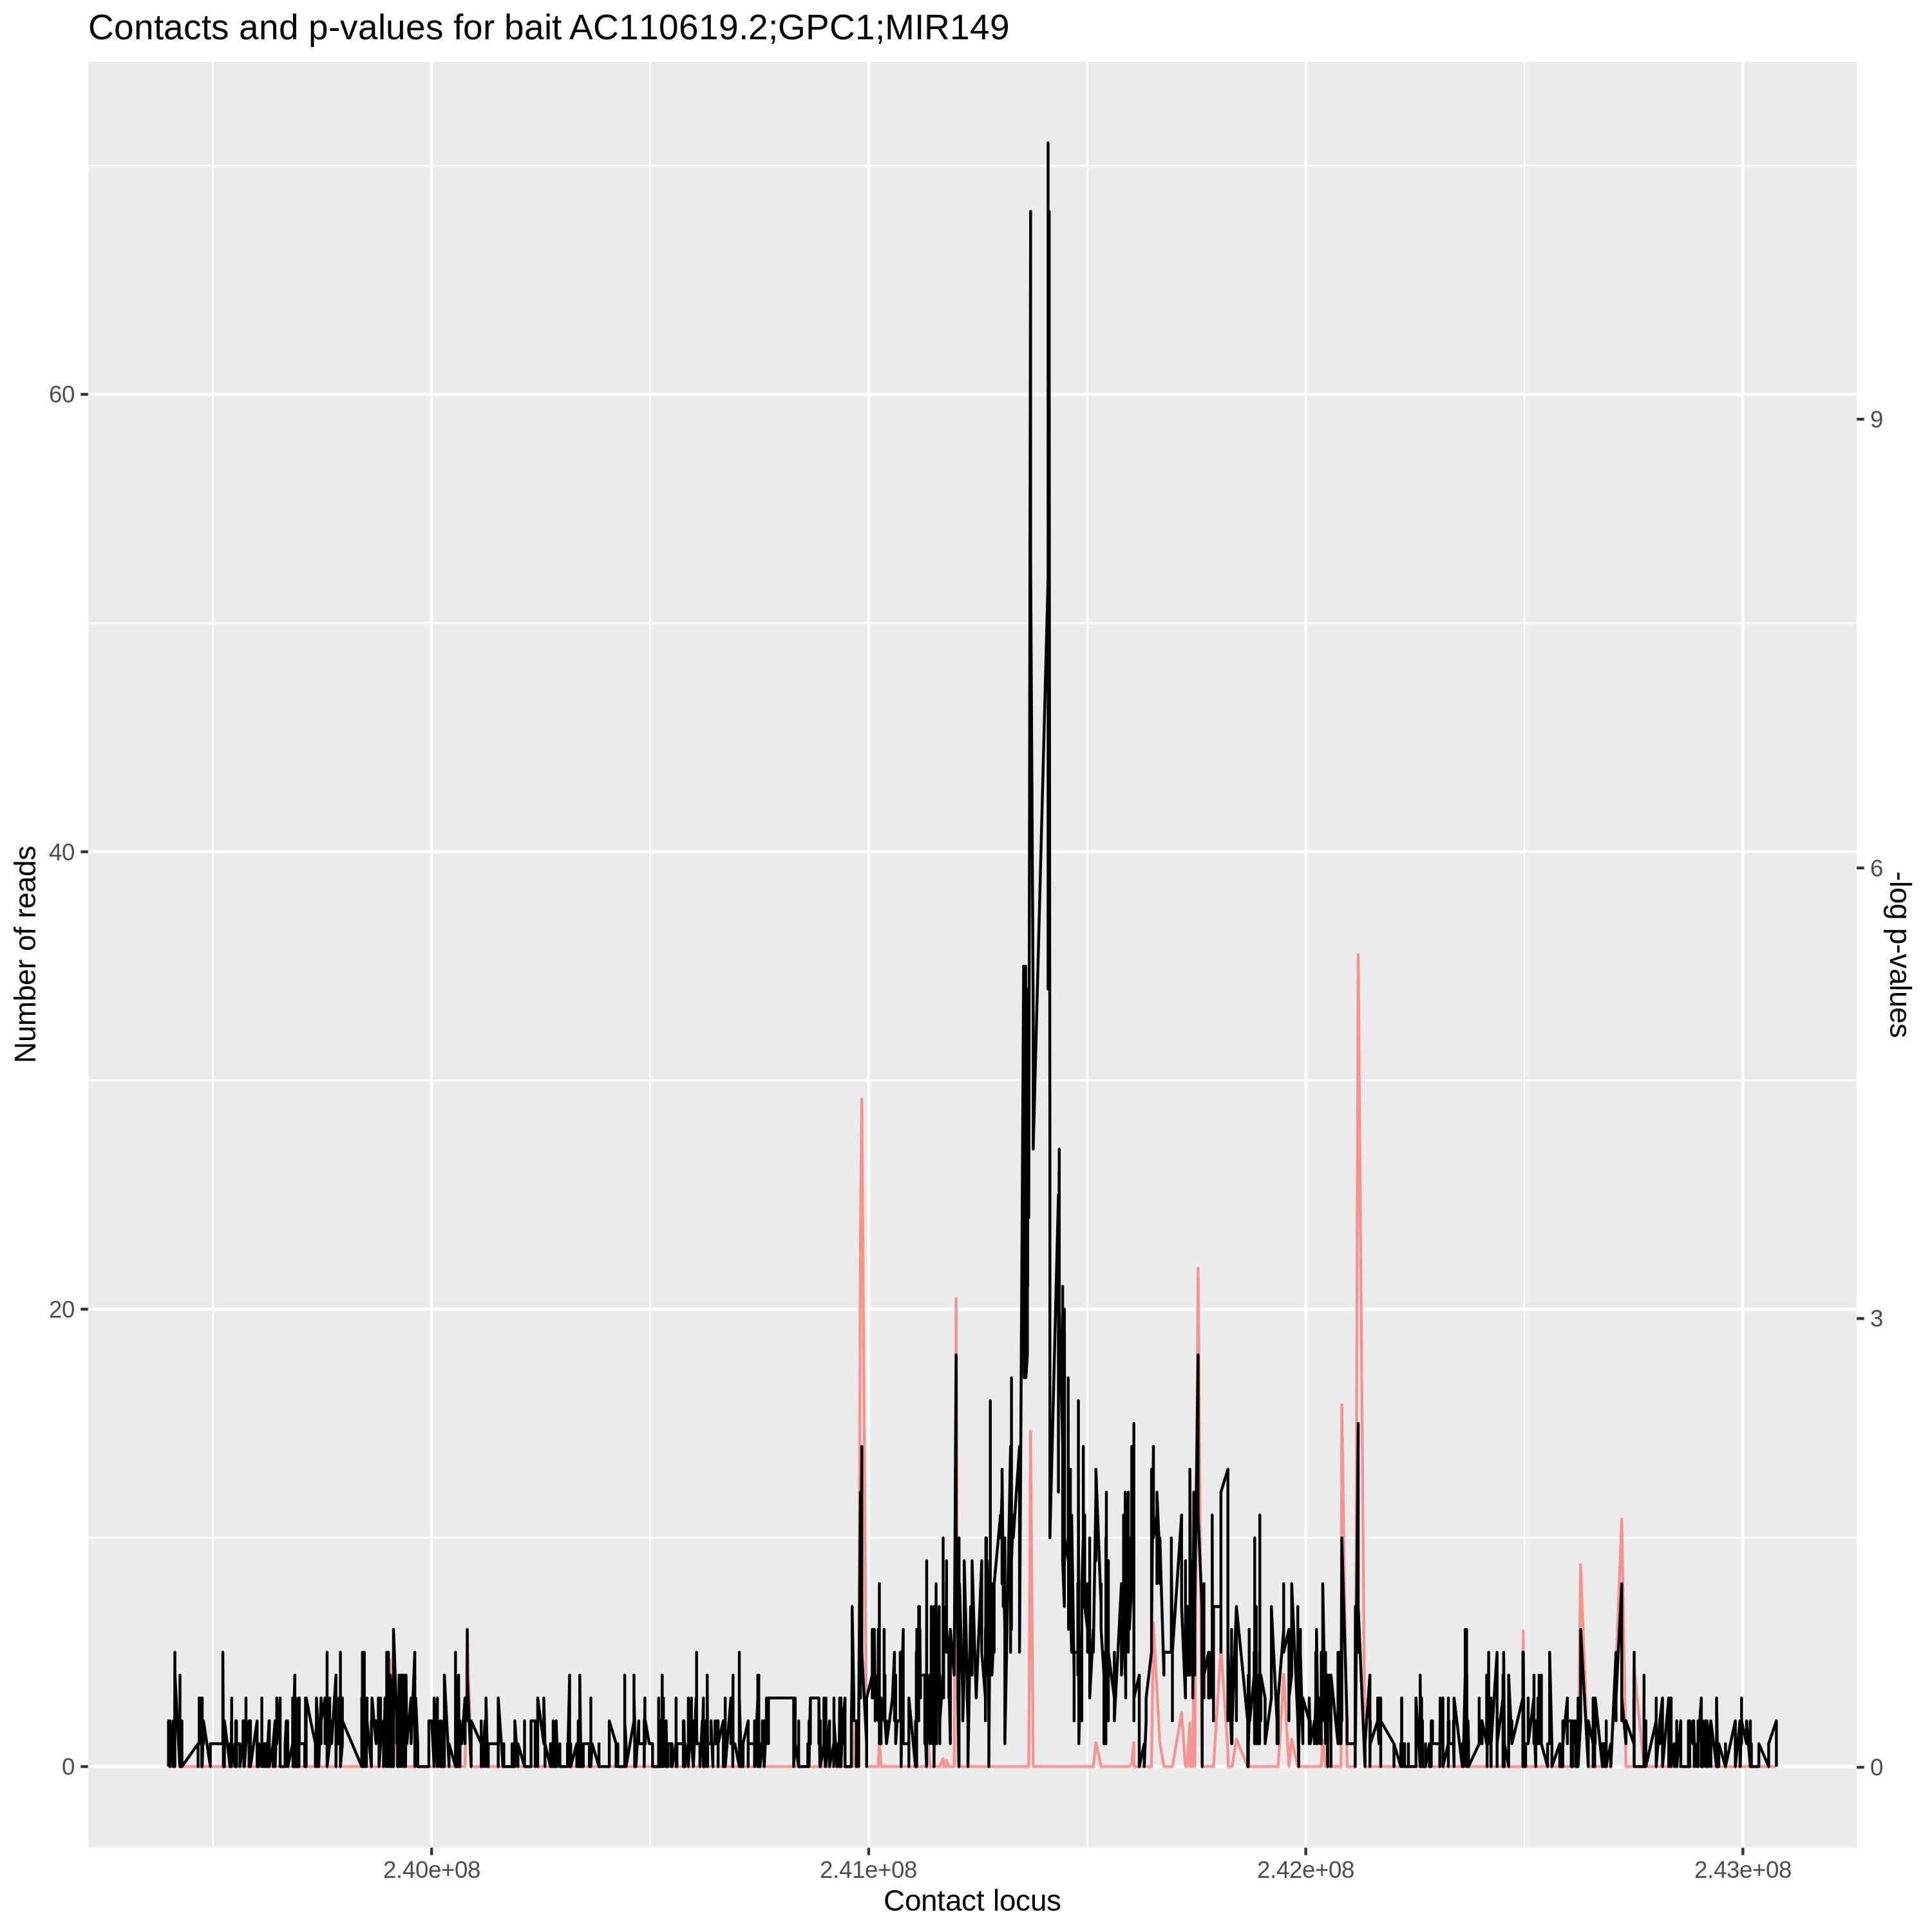 Contacts and p-values for bait AC110619.2;GPC1;MIR149
Number of reads
60
40
20
0
9
6
3
0
-log p-values
2.40e+08
2.41e+08
2.42e+08
2.43e+08
Contact locus